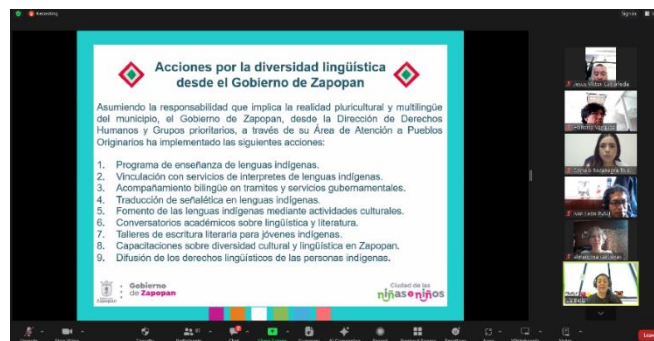 Recording
Sign in
Acciones por la diversidad lingüística
desde el Gobierno de Zapopan
Asumiendo la responsabilidad que implica la realidad pluricultural y multilingüe
del municipio, el Gobierno de Zapopan, desde la Dirección de Derechos
Humanos y Grupos prioritarios, a través de su Área de Atención a Pueblos
Originarios ha implementado las siguientes acciones:
1. Programa de enseñanza de lenguas indígenas.
2. Vinculación con servicios de interpretes de lenguas indígenas.
3. Acompañamiento bilingüe en tramites y servicios gubernamentales.
4. Traducción de señalética en lenguas indígenas.
5. Fomento de las lenguas indígenas mediante actividades culturales.
6. Conversatorios académicos sobre lingüística y literatura.
7. Talleres de escritura literaria para jóvenes indígenas.
8. Capacitaciones sobre diversidad cultural y lingüística en Zapopan.
9. Difusión de los derechos lingüísticos de las personas indígenas.
Gobierno
de Zapopan
Ciudad de las
niñas o niños